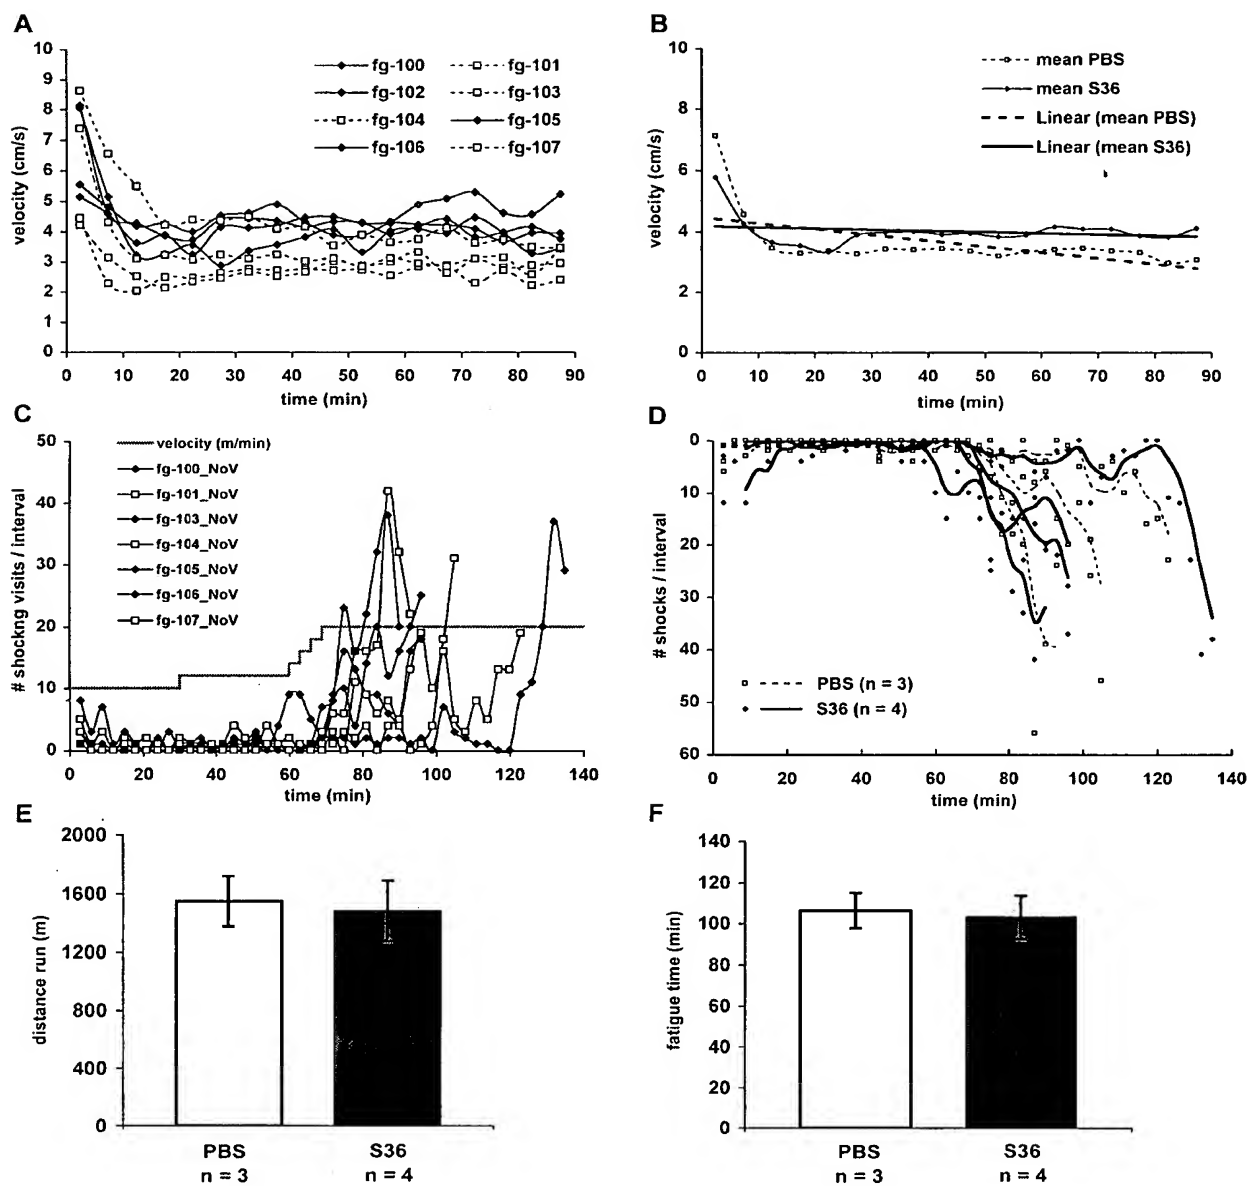 A
10
9
8
7
6
5
4
3
2
1
0
velocity (cm/s)
fg-100 fg-101
fg-102 fg-103
fg-104 fg-105
fg-106 fg-107
0 10 20 30 40 50 60 70 80 90
time (min)
B
10
8
6
4
2
0
velocity (cm/s)
mean PBS
mean S36
Linear (mean PBS)
Linear (mean S36)
0 10 20 30 40 50 60 70 80 90
time (min)
C
50
40
30
20
10
0
# shockng visits / interval
velocity (m/min)
fg-100_NoV
fg-101_NoV
fg-103_NoV
fg-104_NoV
fg-105_NoV
fg-106_NoV
fg-107_NoV
0 20 40 60 80 100 120 140
time (min)
D
0
10
20
30
40
50
60
# shocks / interval
PBS (n = 3)
S36 (n = 4)
0 20 40 60 80 100 120 140
time (min)
E
2000
1600
1200
800
400
0
distance run (m)
PBS S36
n = 3 n = 4
F
140
120
100
80
60
40
20
0
fatigue time (min)
PBS S36
n = 3 n = 4